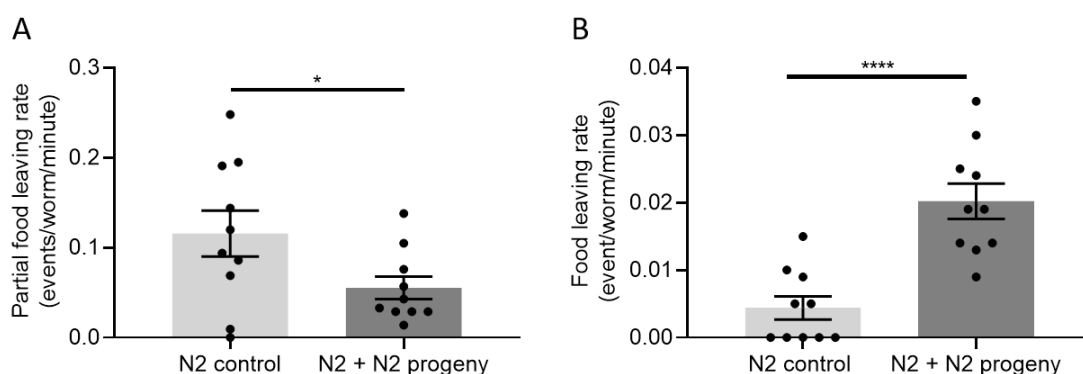 A
Partial food leaving rate
(events/worm/minute)
0.3
0.2
0.1
0.0
*
N2 control
N2 + N2 progeny
B
Food leaving rate
(event/worm/minute)
0.04
0.03
0.02
0.01
0.00
****
N2 control
N2 + N2 progeny